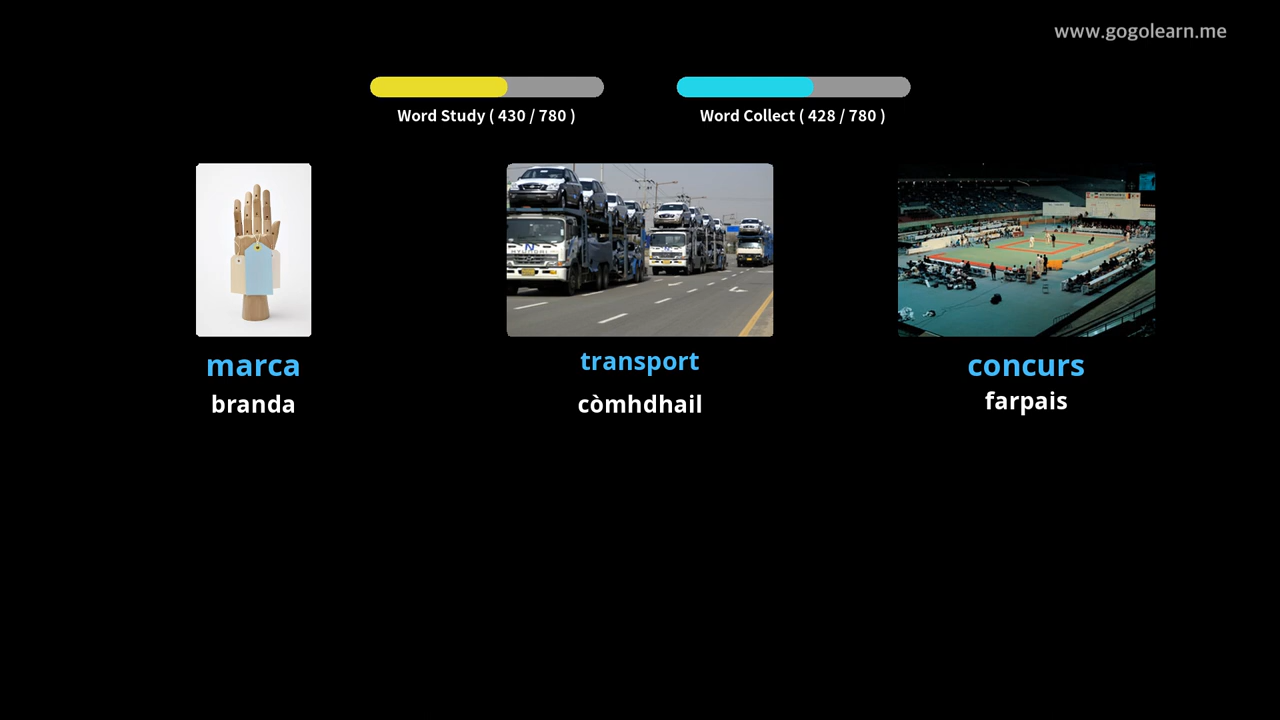 www.gogolearn.me
Word Study ( 430 / 780 )
Word Collect ( 428 / 780 )
marca
transport
concurs
branda
còmhdhail
farpais